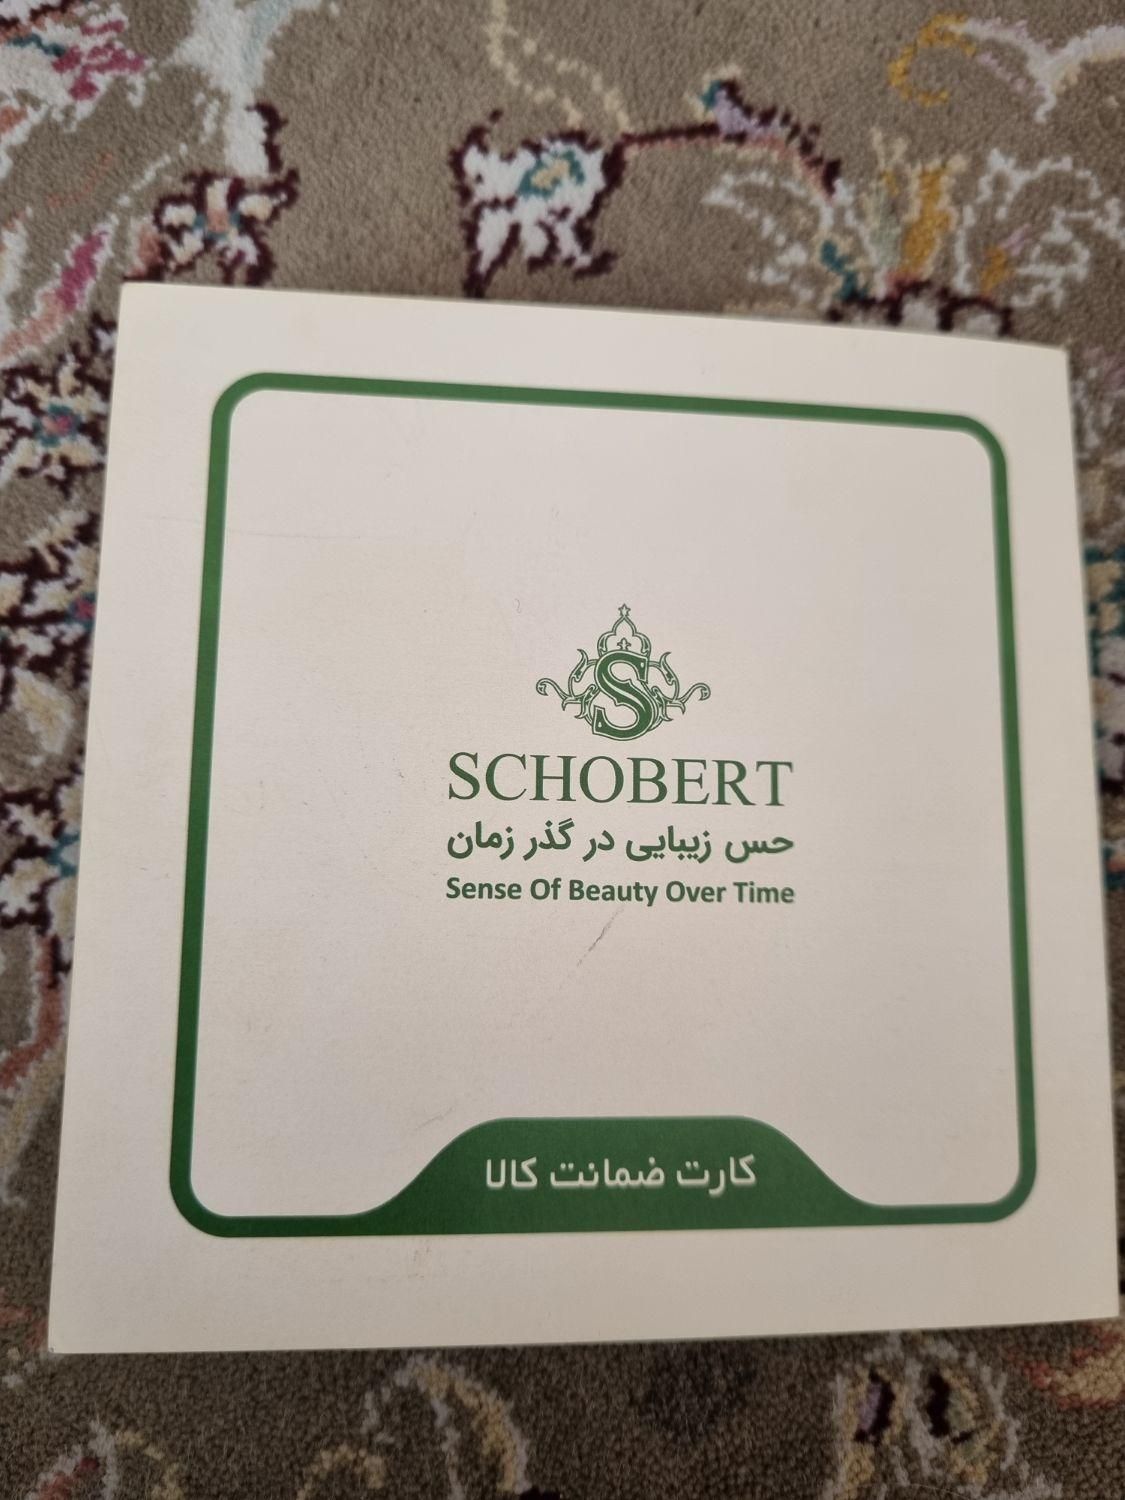 S
SCHOBERT
حس زیبایی در گذر زمان
Sense Of Beauty Over Time
کارت ضمانت کالا